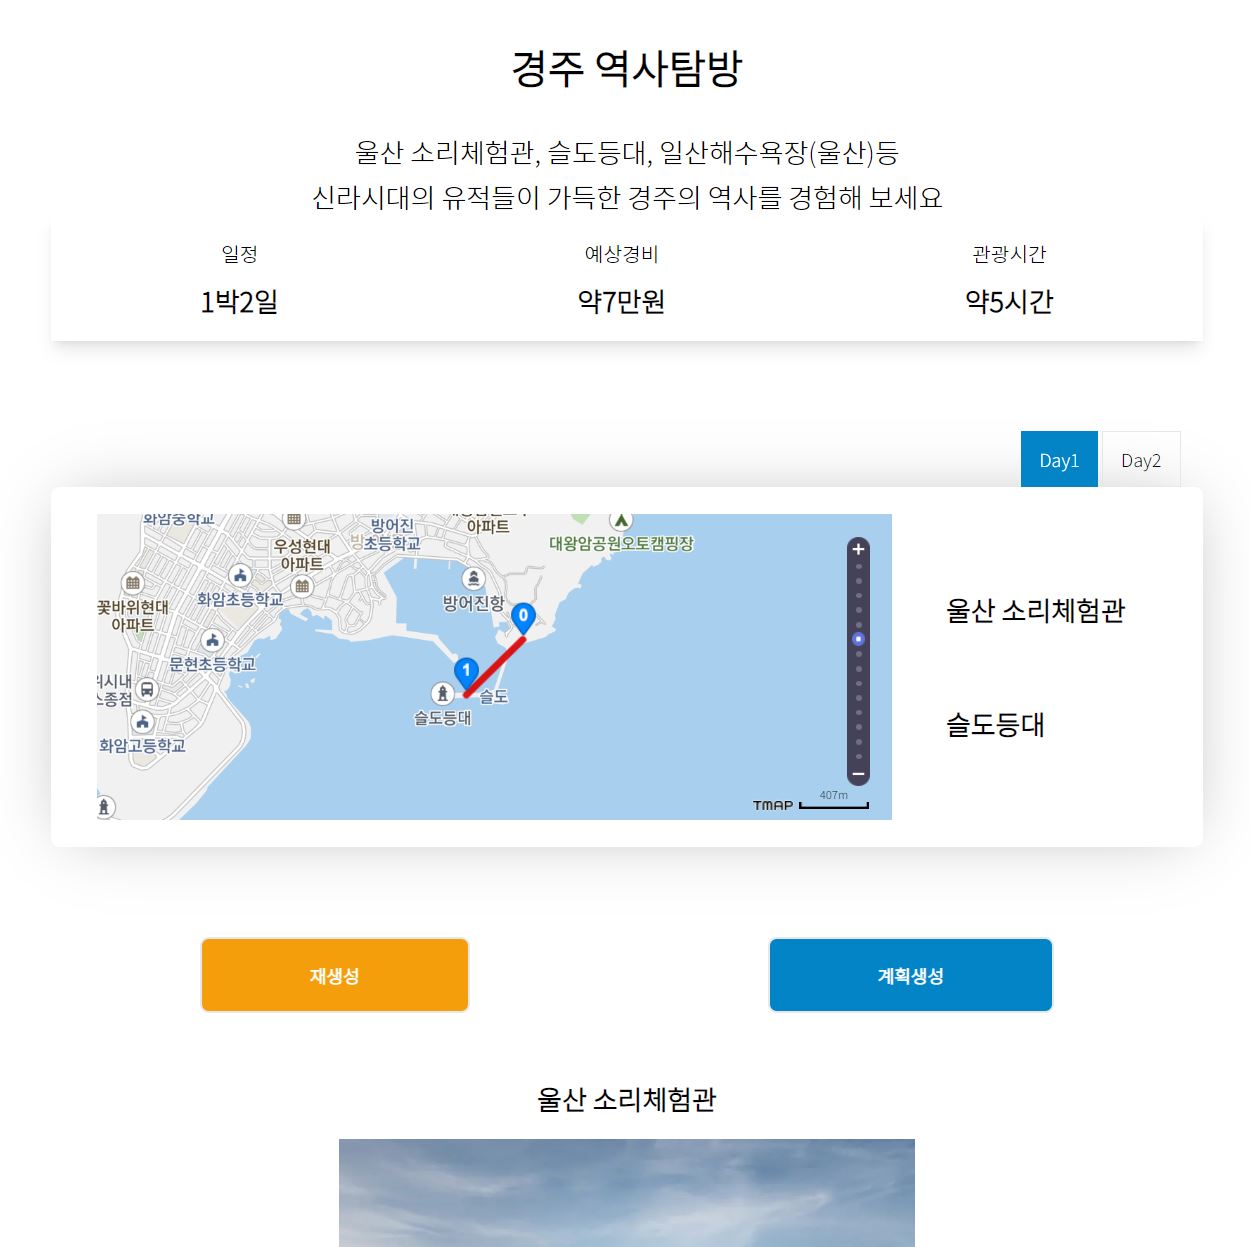 경주 역사탐방
울산 소리체험관, 슬도등대, 일산해수욕장(울산)등
신라시대의 유적들이 가득한 경주의 역사를 경험해 보세요
일정
예상경비
관광시간
1박2일
약7만원
약5시간
Day1
Day2
화암중학교
방어진
초등학교
아파트
대왕암공원오토캠핑장
우성현대
아파트
화암초등학교
꽃바위현대
아파트
방어진항
0
문현초등학교
1
슬도
슬도등대
화암고등학교
407m
TMAP
울산 소리체험관
슬도등대
재생성
계획생성
울산 소리체험관